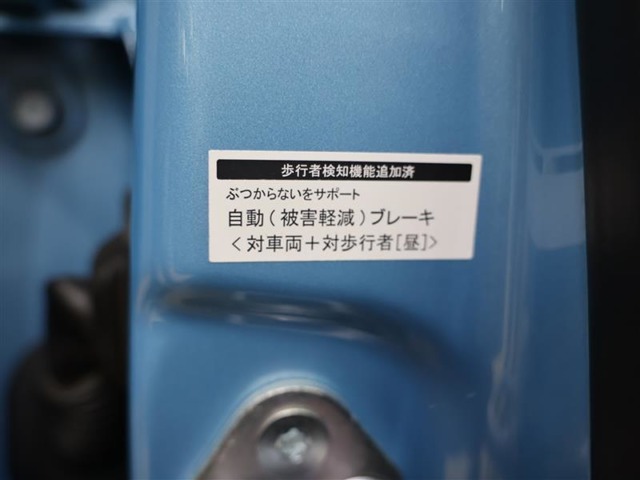 歩行者検知機能追加済
ぶつからないをサポート
自動(被害軽減)ブレーキ
<対車両+対歩行者[昼]>